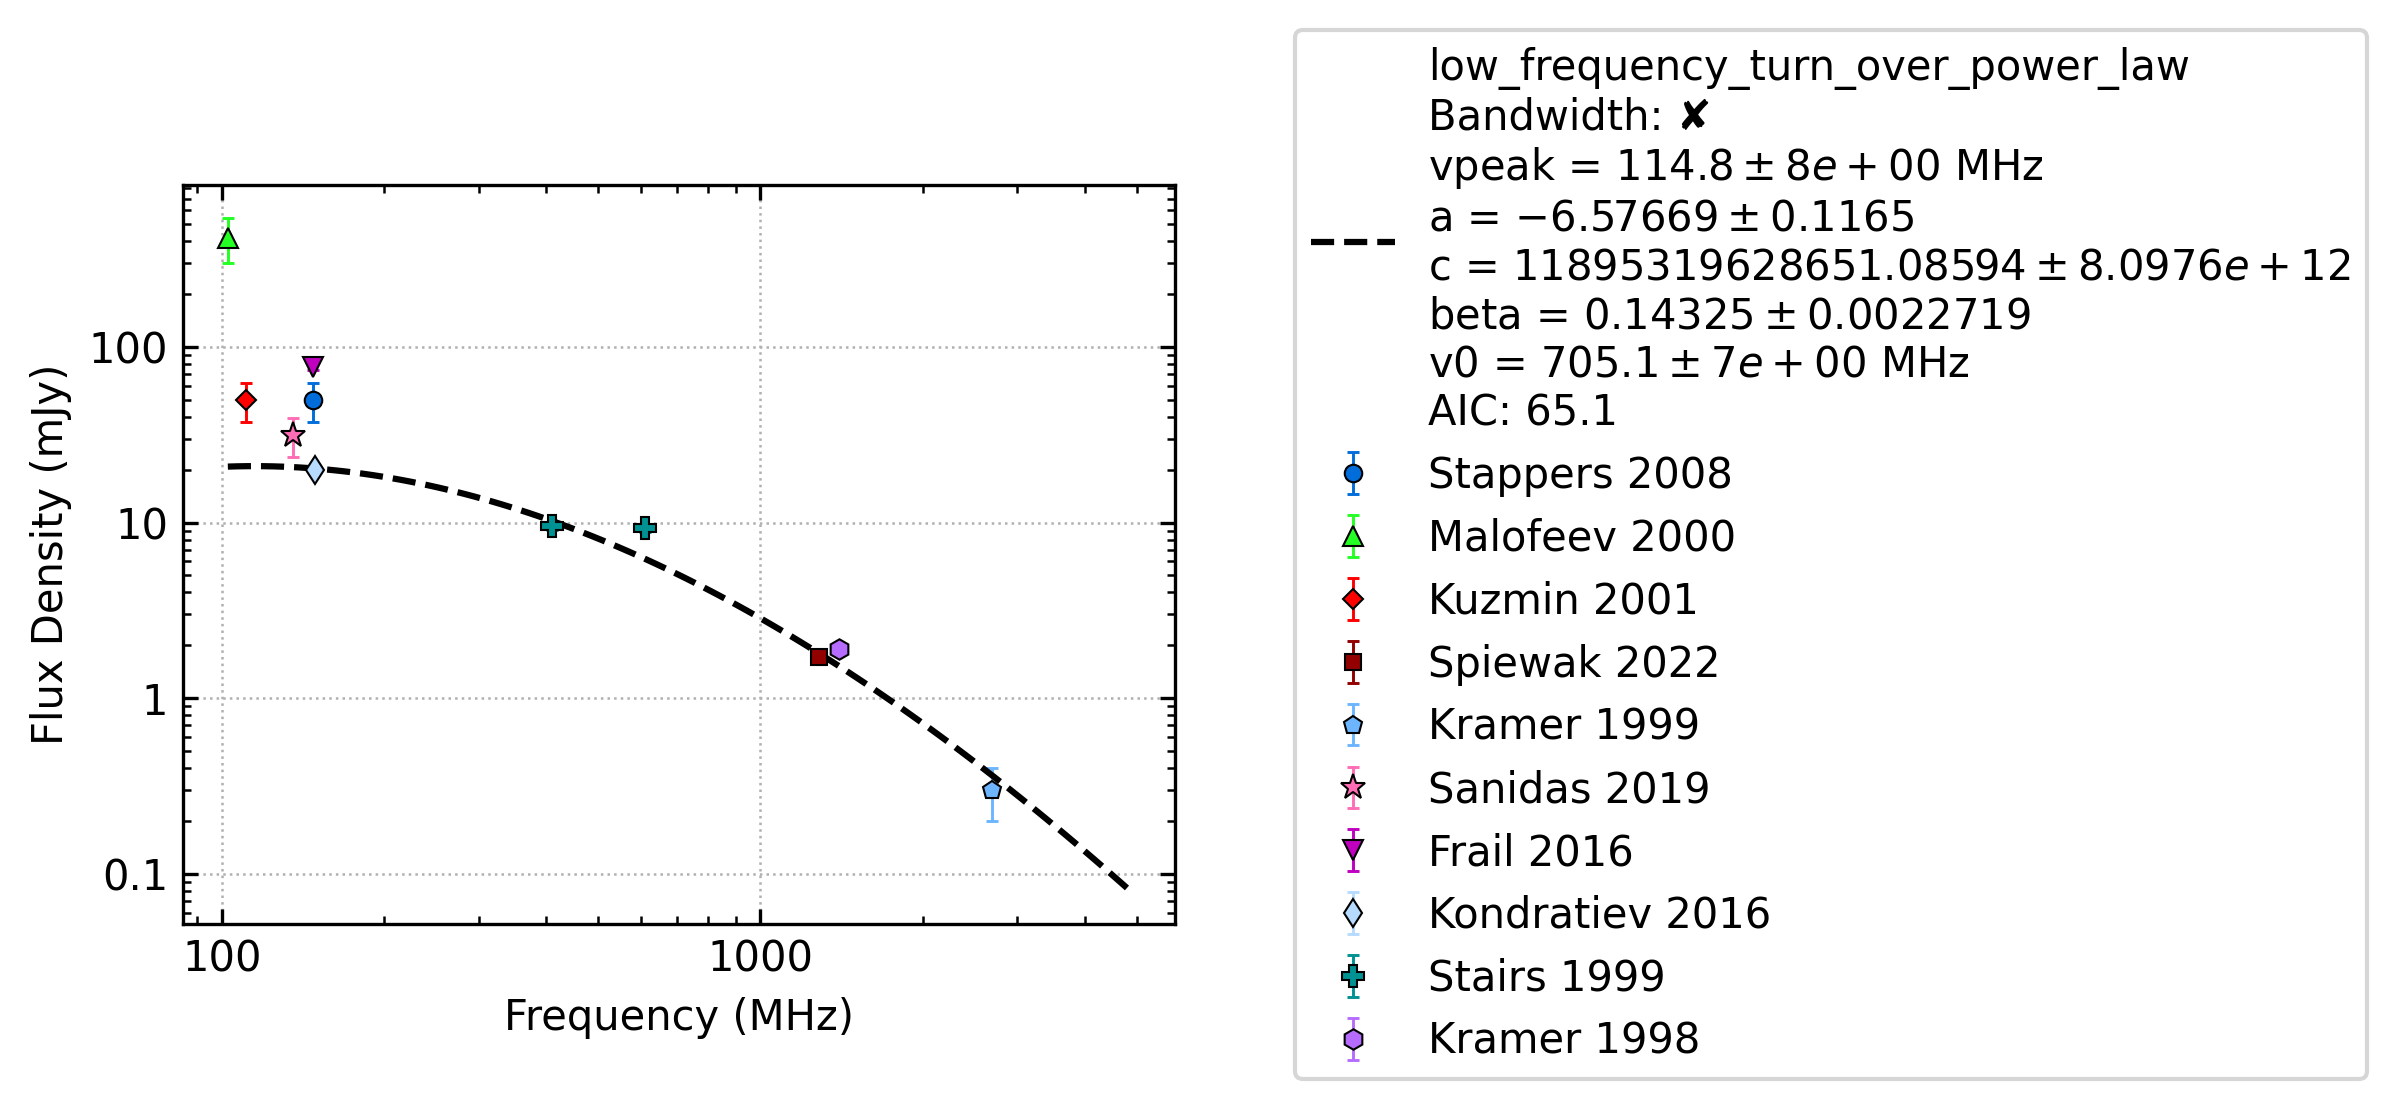 100
10
1
0.1
100 1000
Flux Density (mJy)
Frequency (MHz)
low_frequency_turn_over_power_law
Bandwidth: ✘
vpeak = 114.8 ± 8e + 00 MHz
a = −6.57669 ± 0.1165
c = 11895319628651.08594 ± 8.0976e + 12
beta = 0.14325 ± 0.0022719
v0 = 705.1 ± 7e + 00 MHz
AIC: 65.1
Stappers 2008
Malofeev 2000
Kuzmin 2001
Spiewak 2022
Kramer 1999
Sanidas 2019
Frail 2016
Kondratiev 2016
Stairs 1999
Kramer 1998